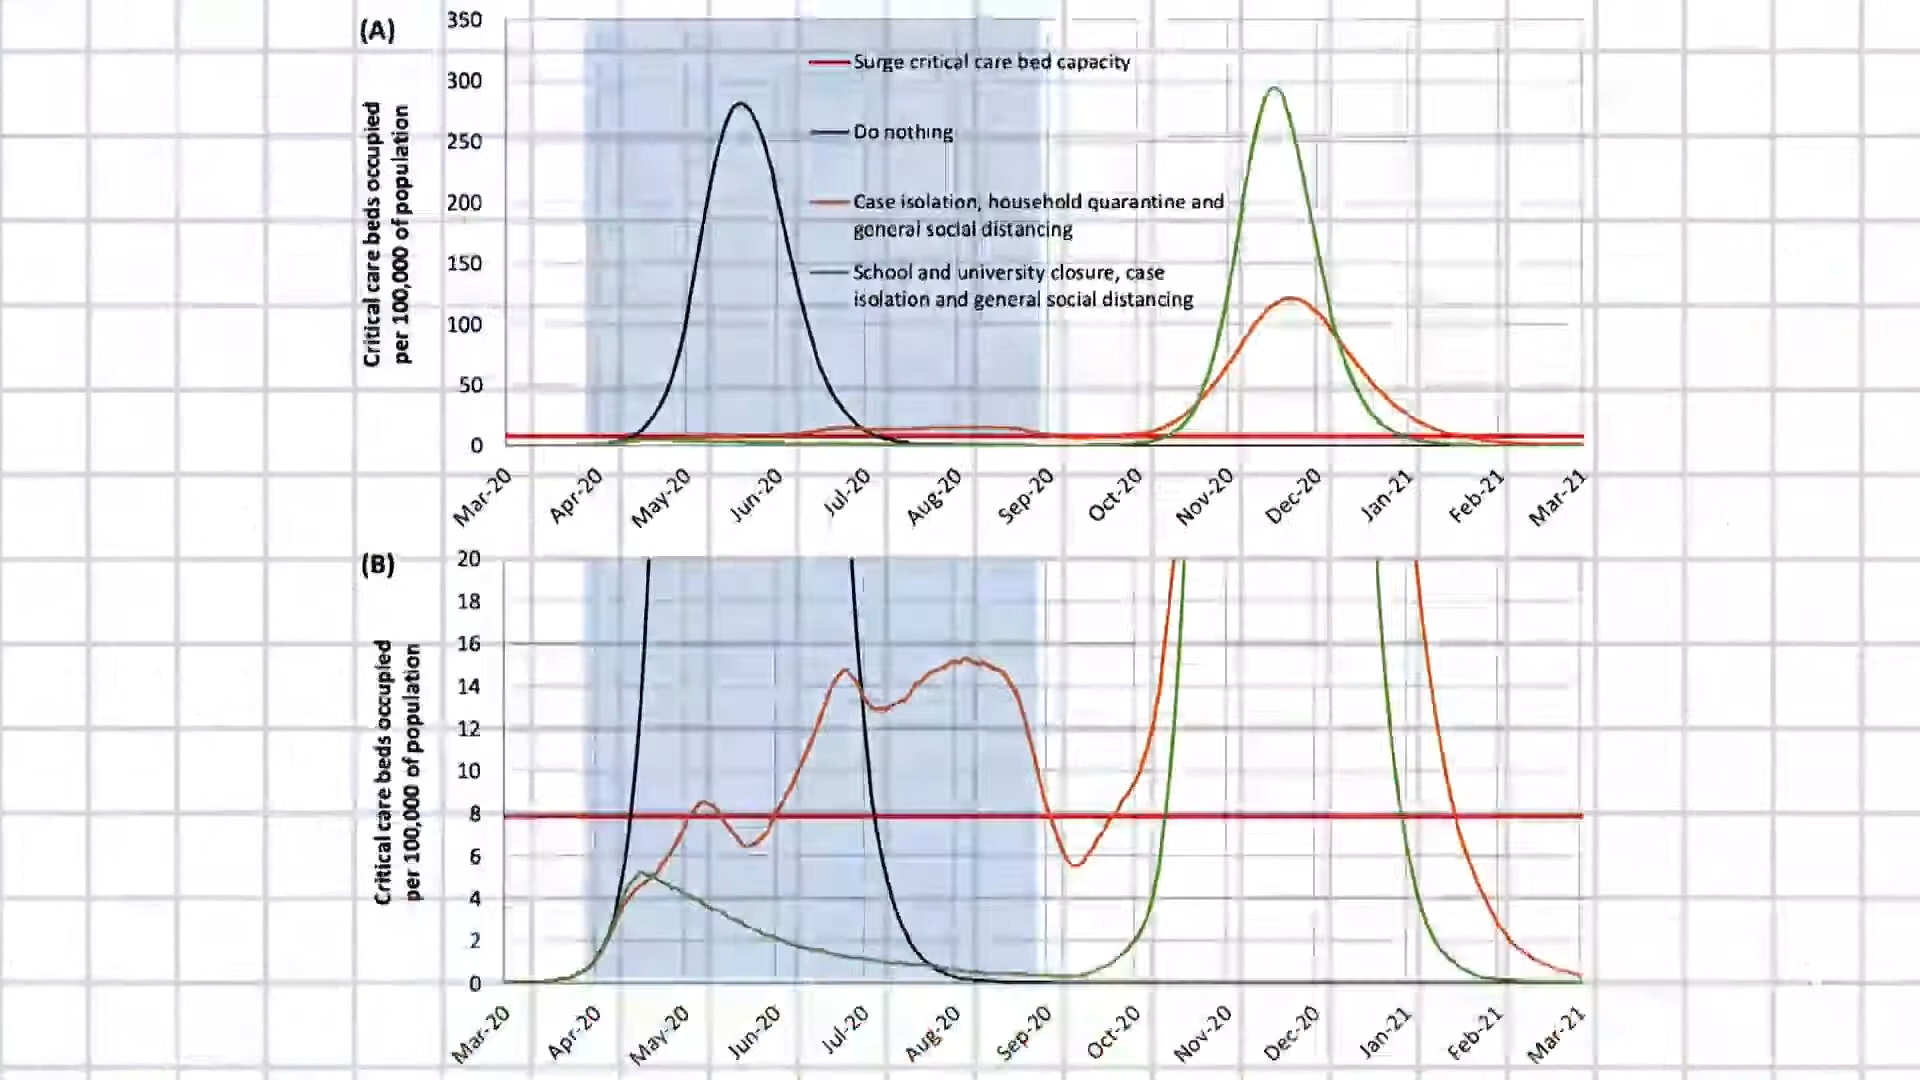 (A)
Critical care beds occupied
per 100,000 of population
350
300
250
200
150
100
50
0
Surge critical care bed capacity
Do nothing
Case isolation, household quarantine and
general social distancing
School and university closure, case
isolation and general social distancing
Mar-20
Apr-20
May-20
Jun-20
Jul-20
Aug-20
Sep-20
Oct-20
Nov-20
Dec-20
Jan-21
Feb-21
Mar-21
(B)
Critical care beds occupied
per 100,000 of population
20
18
16
14
12
10
8
6
4
2
0
Mar-20
Apr-20
May-20
Jun-20
Jul-20
Aug-20
Sep-20
Oct-20
Nov-20
Dec-20
Jan-21
Feb-21
Mar-21